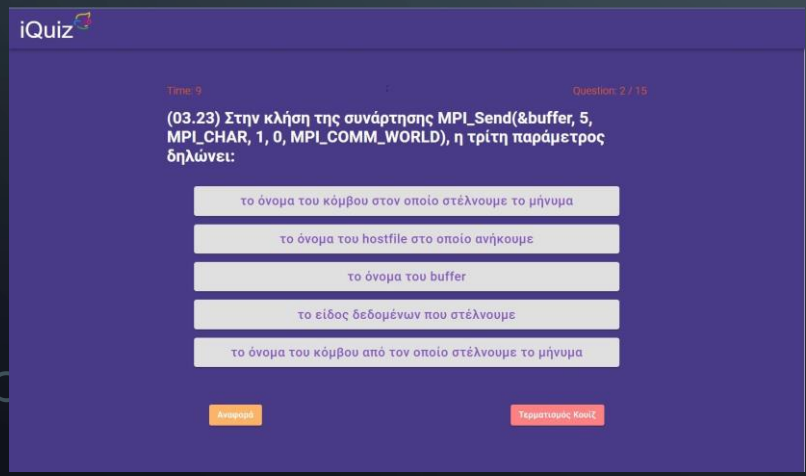 iQuiz
Time: 9
Question: 2 / 15
(03.23) Στην κλήση της συνάρτησης MPI_Send(&buffer, 5,
MPI_CHAR, 1, 0, MPI_COMM_WORLD), η τρίτη παράμετρος
δηλώνει:
το όνομα του κόμβου στον οποίο στέλνουμε το μήνυμα
το όνομα του hostfile στο οποίο ανήκουμε
το όνομα του buffer
το είδος δεδομένων που στέλνουμε
το όνομα του κόμβου από τον οποίο στέλνουμε το μήνυμα
Αναφορά
Τερματισμός Κουίζ